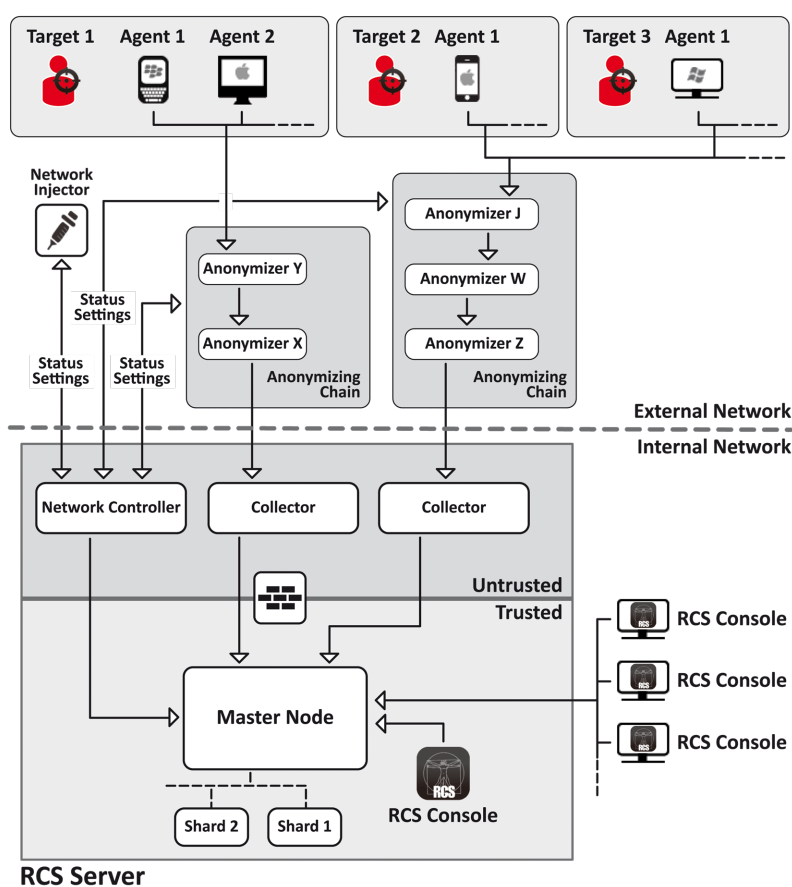 Target 1
Agent 1
Agent 2
Target 2
Agent 1
Target 3
Agent 1
Network
Injector
Anonymizer J
Anonymizer Y
Anonymizer W
Status
Settings
Status
Settings
Status
Settings
Anonymizer X
Anonymizer Z
Anonymizing
Chain
Anonymizing
Chain
External Network
Internal Network
Network Controller
Collector
Collector
Untrusted
Trusted
RCS
RCS Console
RCS
RCS Console
RCS
RCS Console
Master Node
RCS
RCS Console
Shard 2
Shard 1
RCS Server